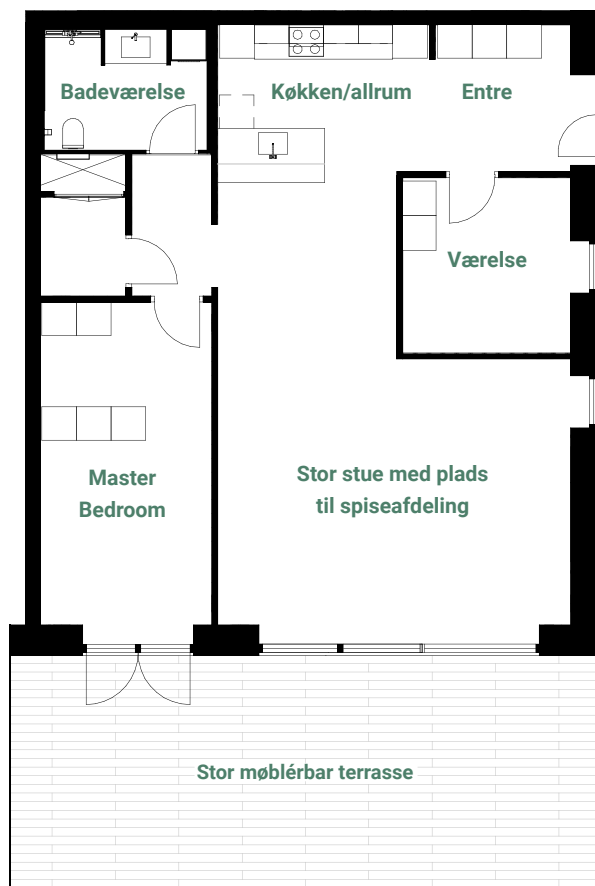 Badeværelse
Køkken/allrum
Entre
Værelse
Master
Bedroom
Stor stue med plads
til spiseafdeling
Stor møblérbar terrasse